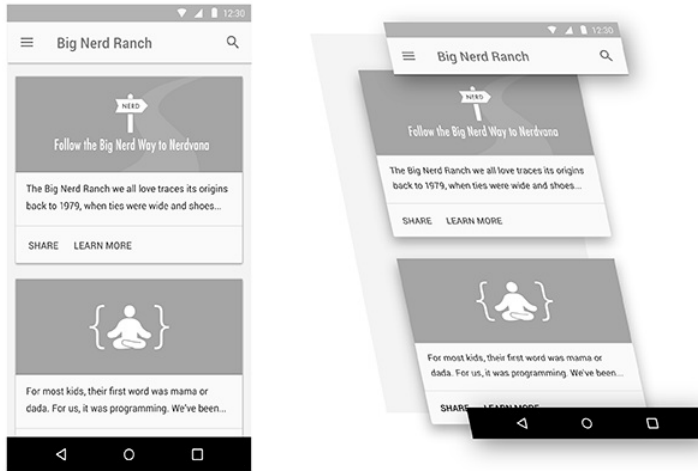 12:30
Big Nerd Ranch
NERD
Follow the Big Nerd Way to Nerdvana
The Big Nerd Ranch we all love traces its origins
back to 1979, when ties were wide and shoes...
SHARE LEARN MORE
For most kids, their first word was mama or
dada. For us, it was programming. We've been...
12:30
Big Nerd Ranch
NERD
Follow the Big Nerd Way to Nerdvana
The Big Nerd Ranch we all love traces its origins
back to 1979, when ties were wide and shoes...
SHARE LEARN MORE
For most kids, their first word was mama or
dada. For us, it was programming. We've been...
SHARE LEARN MORE